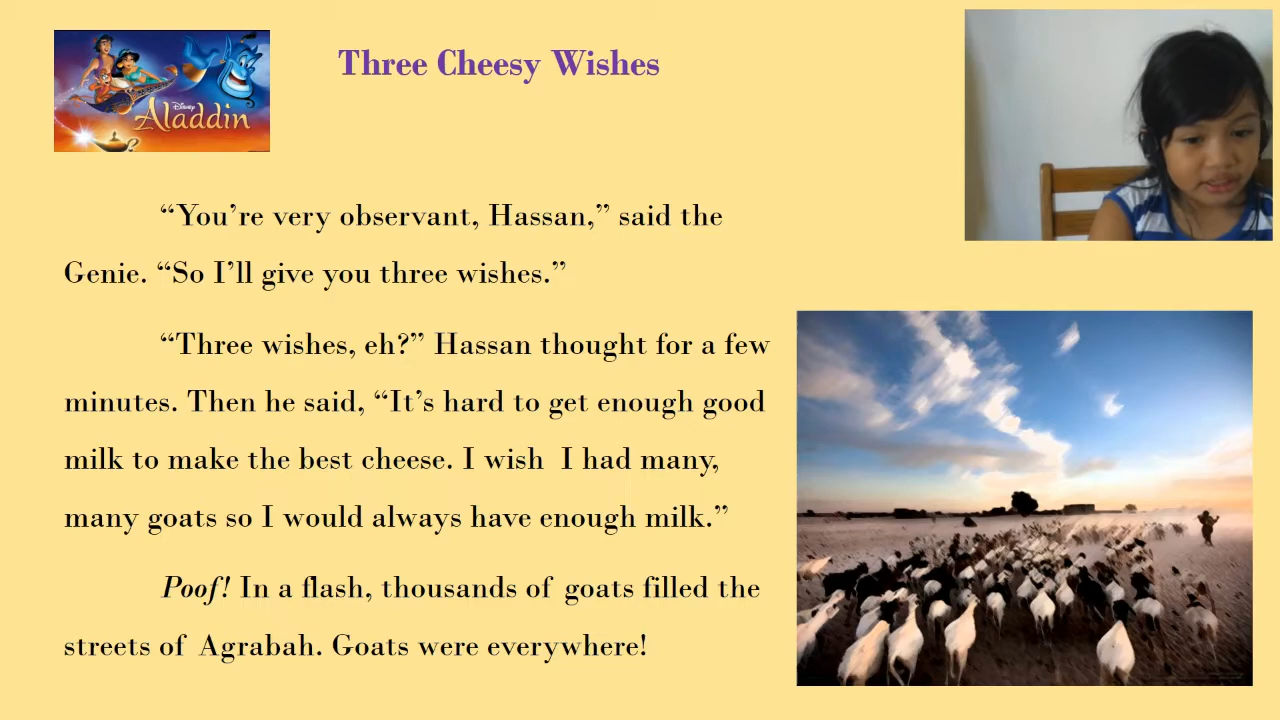 Disney
Aladdin
Three Cheesy Wishes
“You’re very observant, Hassan,” said the
Genie. “So I’ll give you three wishes.”
“Three wishes, eh?” Hassan thought for a few
minutes. Then he said, “It’s hard to get enough good
milk to make the best cheese. I wish I had many,
many goats so I would always have enough milk.”
Poof! In a flash, thousands of goats filled the
streets of Agrabah. Goats were everywhere!